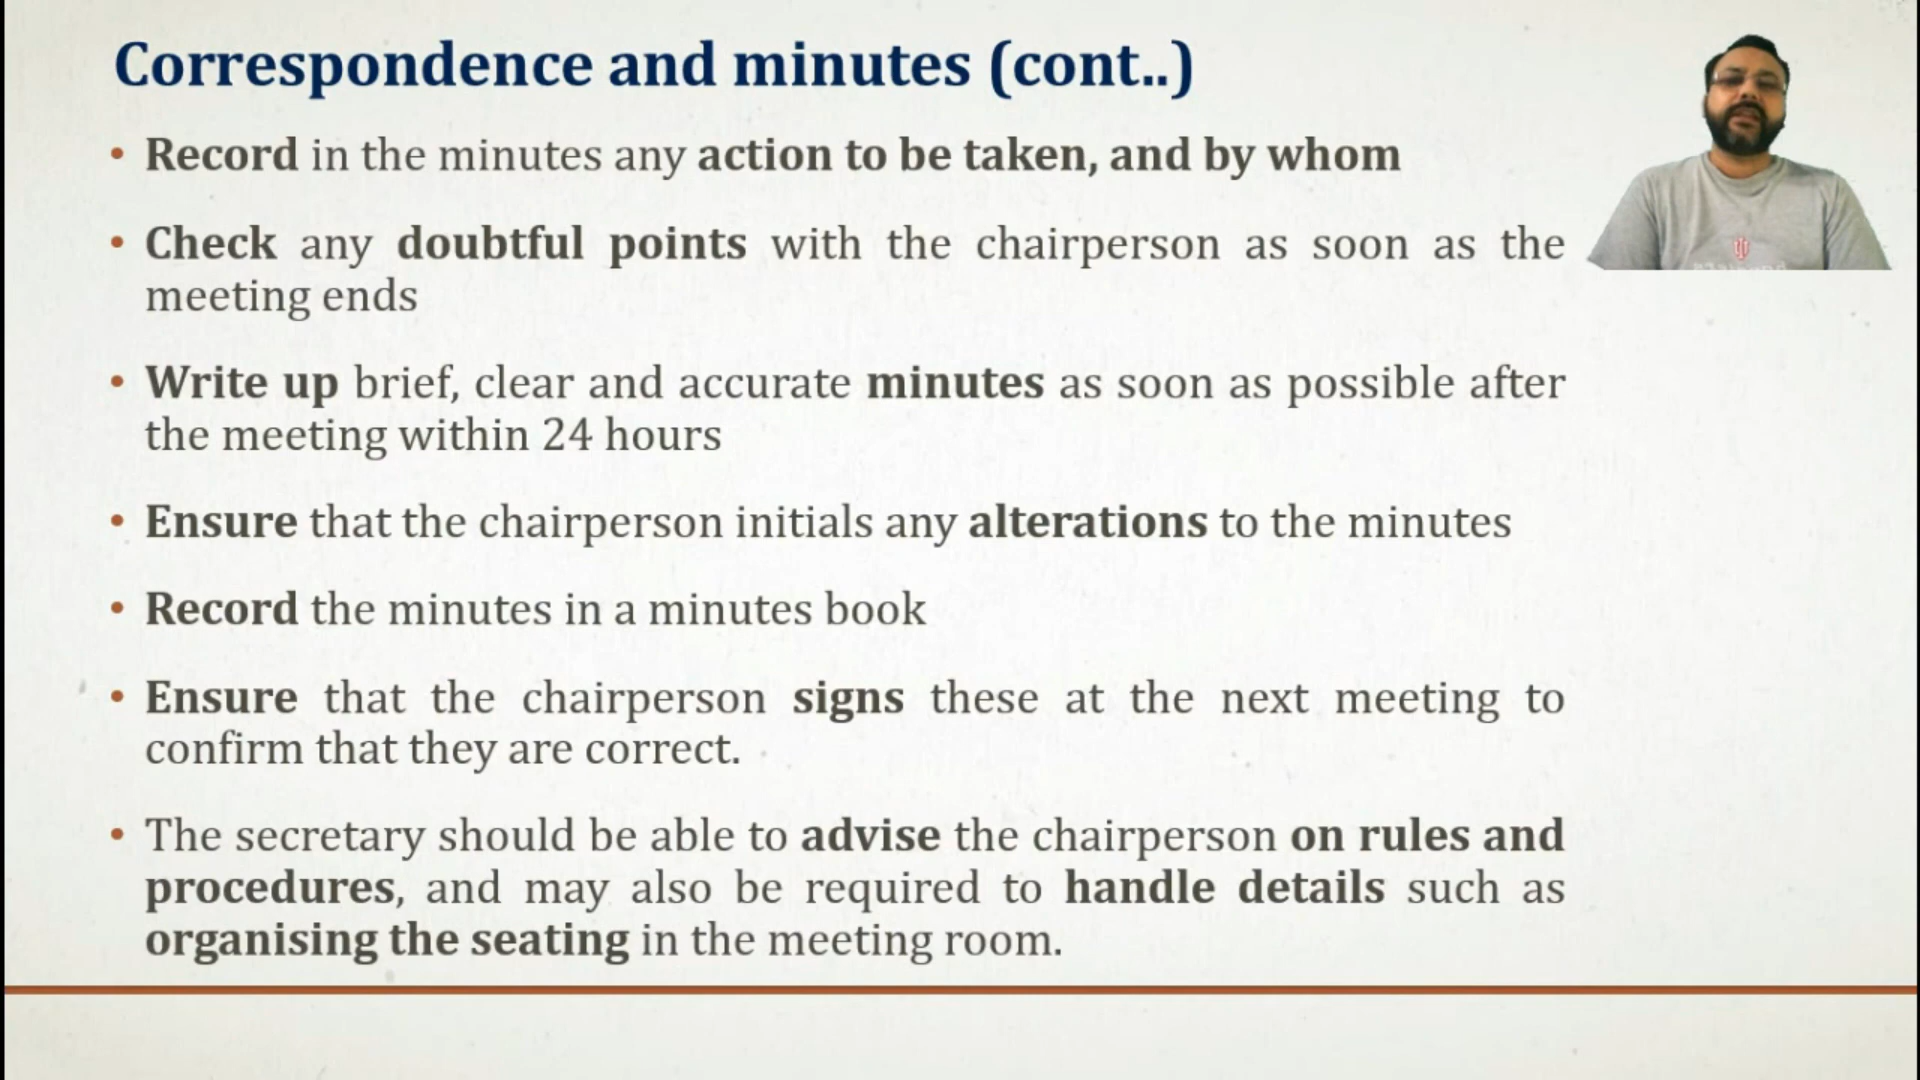 Correspondence and minutes (cont..)
• Record in the minutes any action to be taken, and by whom
• Check any doubtful points with the chairperson as soon as the
meeting ends
• Write up brief, clear and accurate minutes as soon as possible after
the meeting within 24 hours
• Ensure that the chairperson initials any alterations to the minutes
• Record the minutes in a minutes book
• Ensure that the chairperson signs these at the next meeting to
confirm that they are correct.
• The secretary should be able to advise the chairperson on rules and
procedures, and may also be required to handle details such as
organising the seating in the meeting room.